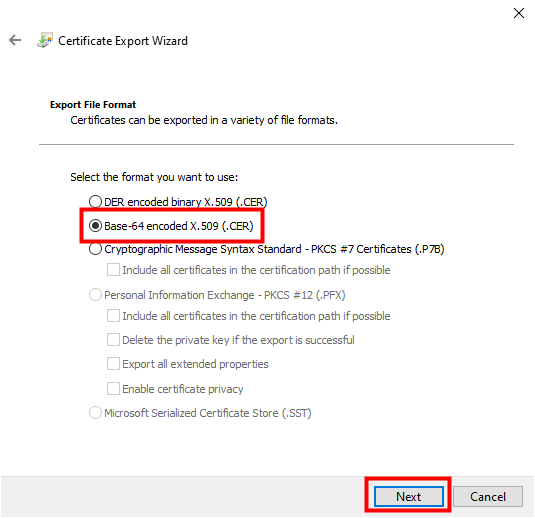 Certificate Export Wizard
Export File Format
Certificates can be exported in a variety of file formats.
Select the format you want to use:
DER encoded binary X.509 (.CER)
Base-64 encoded X.509 (.CER)
Cryptographic Message Syntax Standard - PKCS #7 Certificates (.P7B)
Include all certificates in the certification path if possible
Personal Information Exchange - PKCS #12 (.PFX)
Include all certificates in the certification path if possible
Delete the private key if the export is successful
Export all extended properties
Enable certificate privacy
Microsoft Serialized Certificate Store (.SST)
Next Cancel